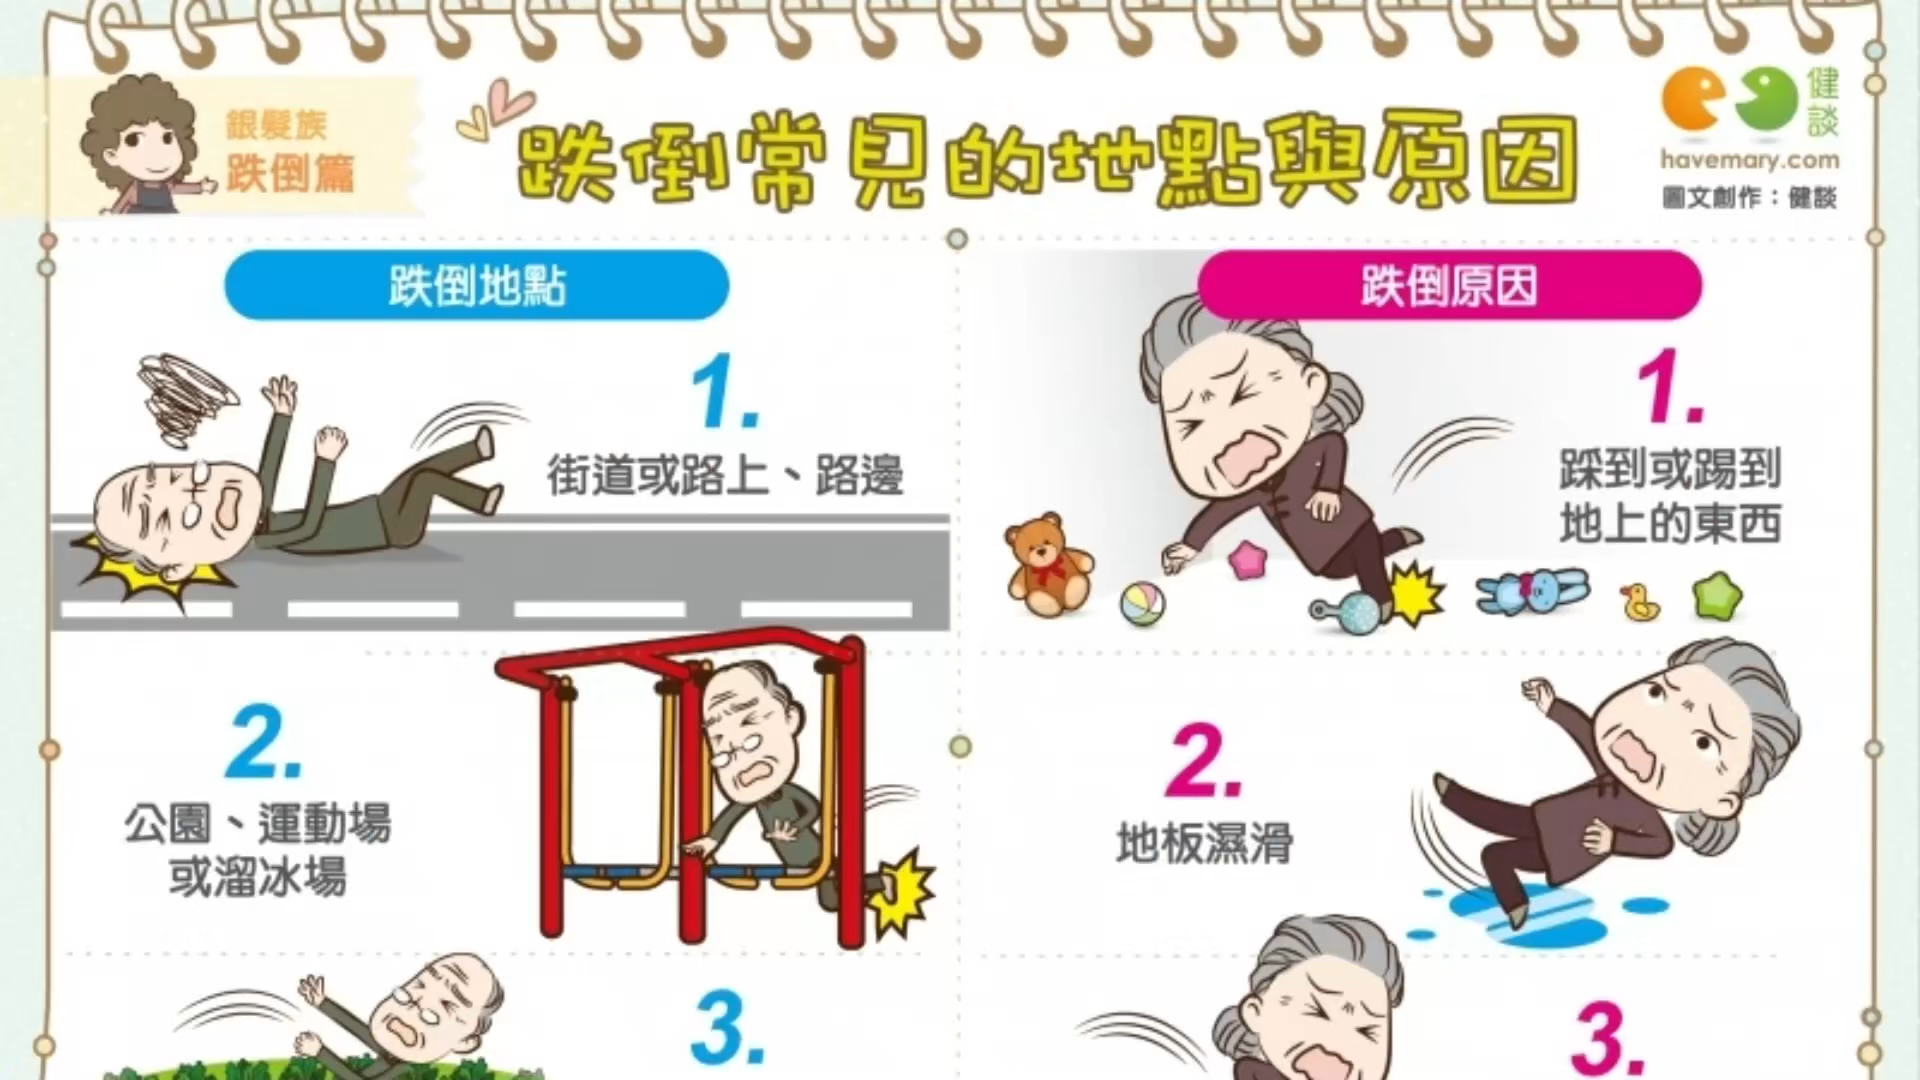 銀髮族
跌倒篇
跌倒常見的地點與原因
健談
havemary.com
圖文創作：健談
跌倒地點
1.
街道或路上、路邊
2.
公園、運動場
或溜冰場
3.
跌倒原因
1.
踩到或踢到
地上的東西
2.
地板濕滑
3.